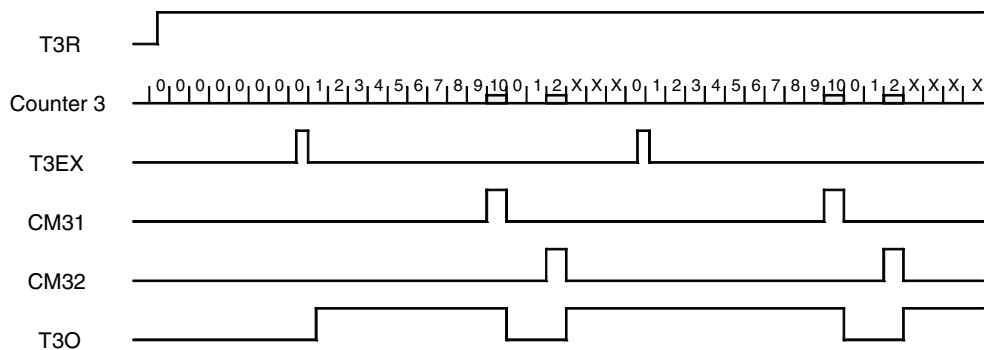 T3R
Counter 3 0 0 0 0 0 0 0 0 1 2 3 4 5 6 7 8 9 10 0 1 2 X X X 0 1 2 3 4 5 6 7 8 9 10 0 1 2 X X X X
T3EX
CM31
CM32
T3O